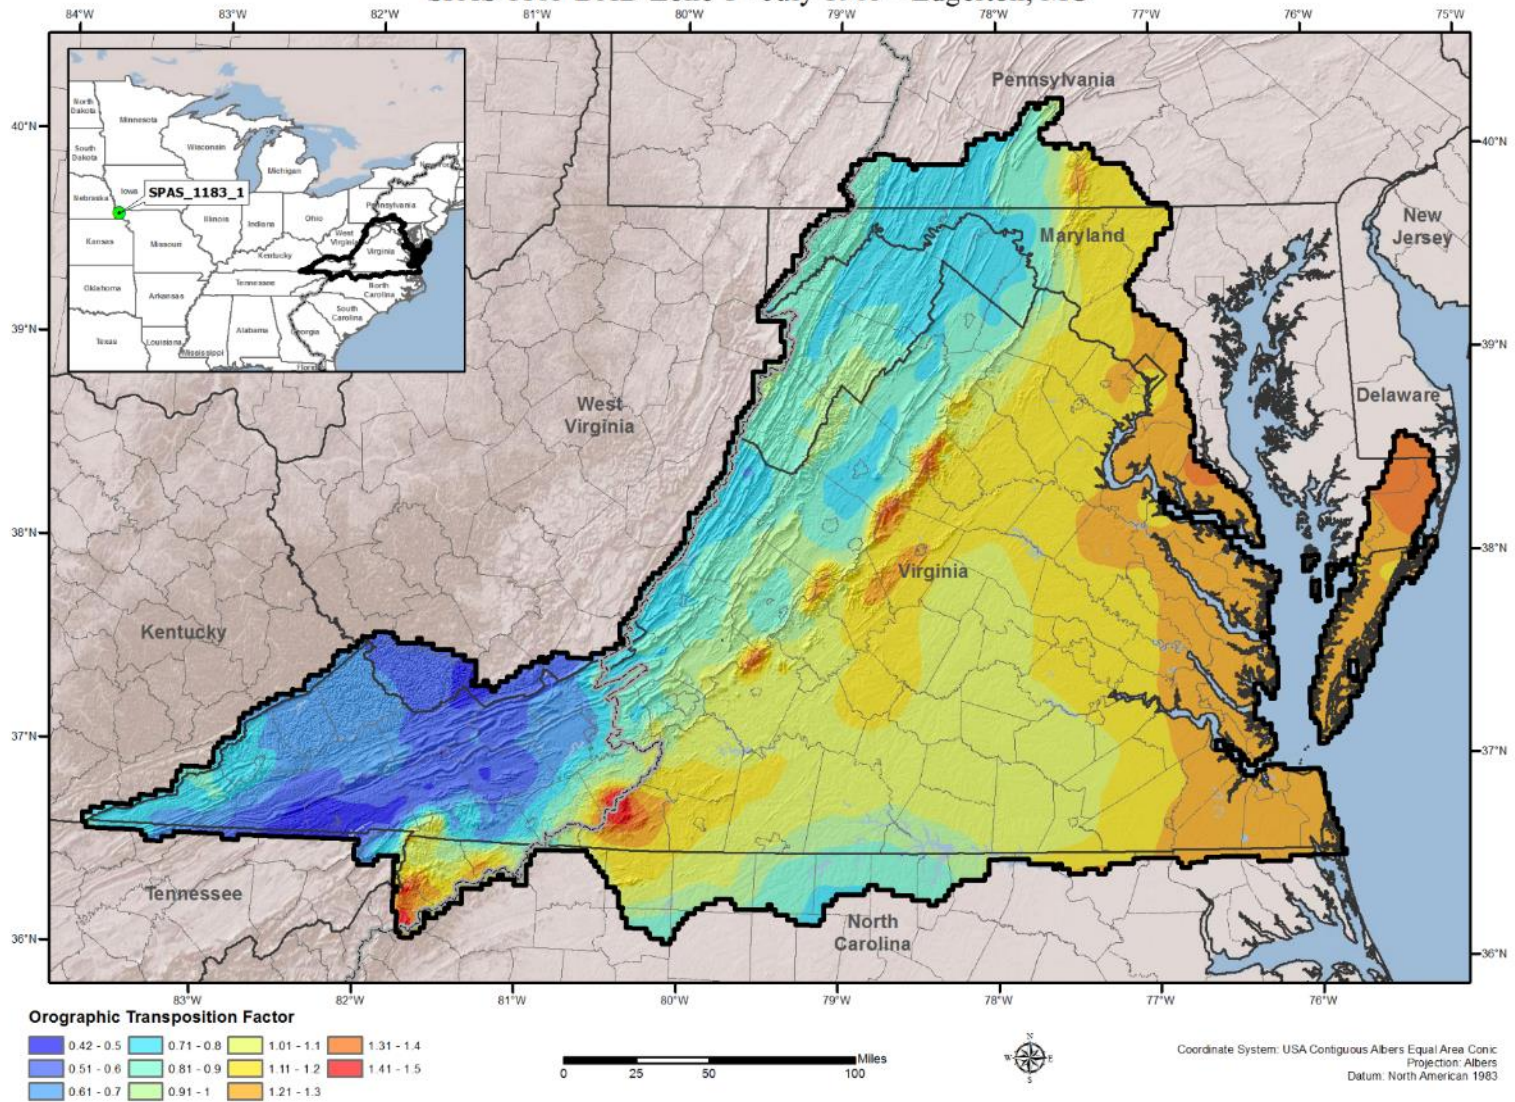 84°W 83°W 82°W 81°W 80°W 79°W 78°W 77°W 76°W 75°W
Pennsylvania
40°N
40°N
North
Dakota
Minnesota
South
Dakota
Wisconsin
Michigan
Nebraska
Iowa
SPAS_1183_1
Illinois
Indiana
Ohio
Pennsylvania
West
Virginia
Virginia
Kansas
Missouri
Kentucky
Tennessee
North
Carolina
Oklahoma
Arkansas
South
Carolina
Texas
Louisiana
Mississippi
Alabama
Georgia
New
Jersey
Maryland
39°N
39°N
West
Virginia
Delaware
38°N
38°N
Virginia
Kentucky
37°N
37°N
Tennessee
North
Carolina
36°N
36°N
83°W 82°W 81°W 80°W 79°W 78°W 77°W 76°W
Orographic Transposition Factor
0.42 - 0.5 0.71 - 0.8 1.01 - 1.1 1.31 - 1.4
0.51 - 0.6 0.81 - 0.9 1.11 - 1.2 1.41 - 1.5
0.61 - 0.7 0.91 - 1 1.21 - 1.3
Miles
0 25 50 100
N
W E
S
Coordinate System: USA Contiguous Albers Equal Area Conic
Projection: Albers
Datum: North American 1983